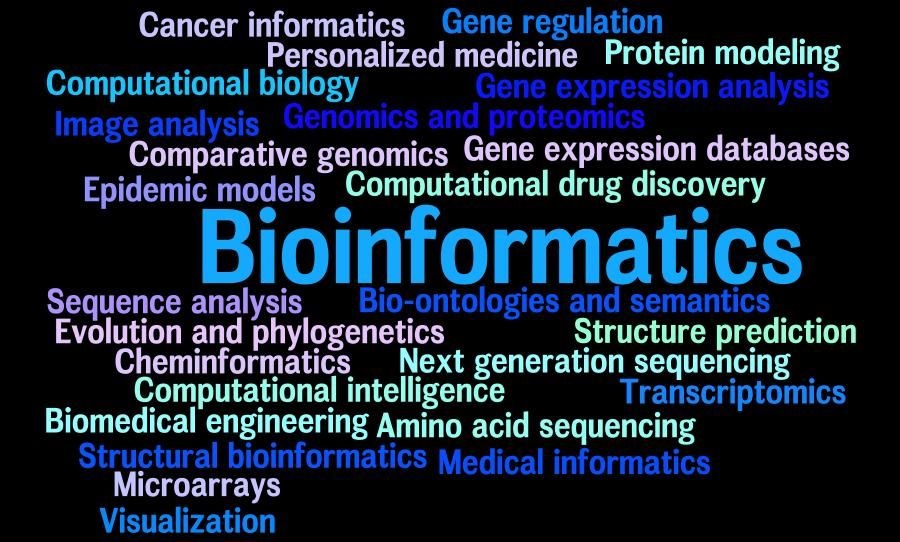 Cancer informatics
Gene regulation
Personalized medicine
Protein modeling
Computational biology
Gene expression analysis
Image analysis
Genomics and proteomics
Comparative genomics
Gene expression databases
Epidemic models
Computational drug discovery
Bioinformatics
Sequence analysis
Bio-ontologies and semantics
Evolution and phylogenetics
Structure prediction
Cheminformatics
Next generation sequencing
Computational intelligence
Transcriptomics
Biomedical engineering
Amino acid sequencing
Structural bioinformatics
Medical informatics
Microarrays
Visualization